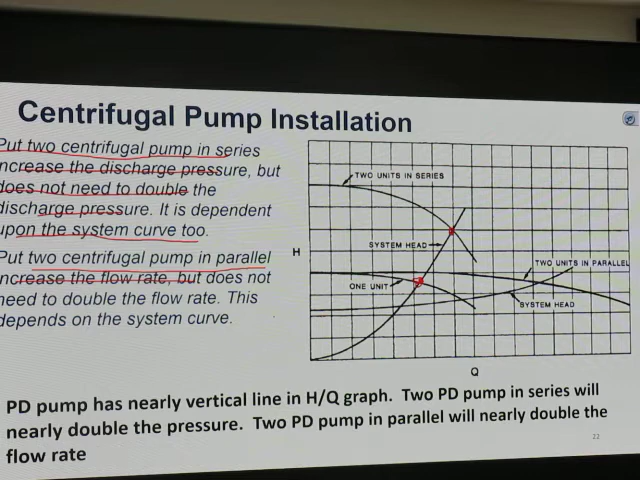 Centrifugal Pump Installation
Put two centrifugal pump in series
increase the discharge pressure, but
does not need to double the
discharge pressure. It is dependent
upon the system curve too.
Put two centrifugal pump in parallel
increase the flow rate, but does not
need to double the flow rate. This
depends on the system curve.
TWO UNITS IN SERIES
SYSTEM HEAD
H
TWO UNITS IN PARALLEL
ONE UNIT
SYSTEM HEAD
Q
PD pump has nearly vertical line in H/Q graph. Two PD pump in series will
nearly double the pressure. Two PD pump in parallel will nearly double the
flow rate
22